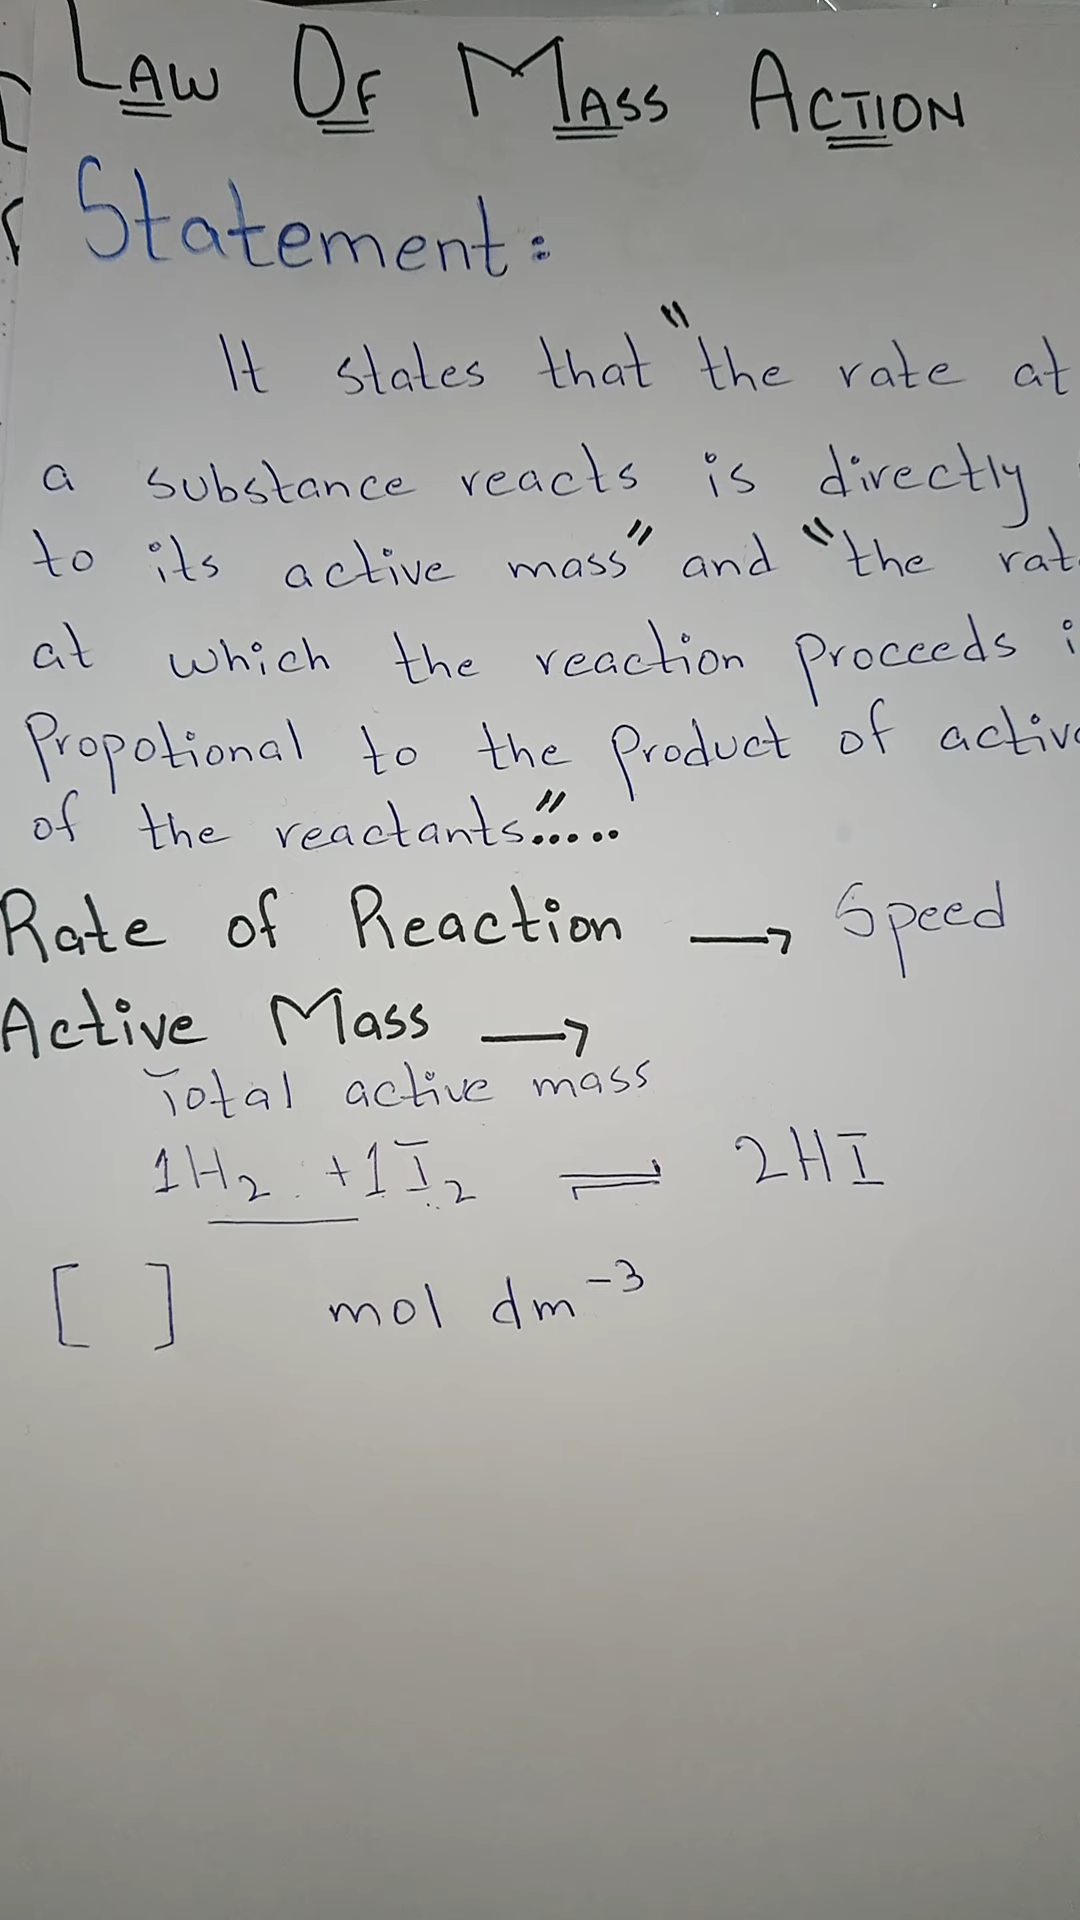 LAW OF MASS ACTION
Statement:
It states that "the rate at
a substance reacts is directly
to its active mass" and "the rat
at which the reaction proceeds i
Propotional to the Product of activ
of the reactants".....
Rate of Reaction → Speed
Active Mass →
Total active mass
1H₂ + 1I₂ ⇌ 2HI
[ ] mol dm⁻³